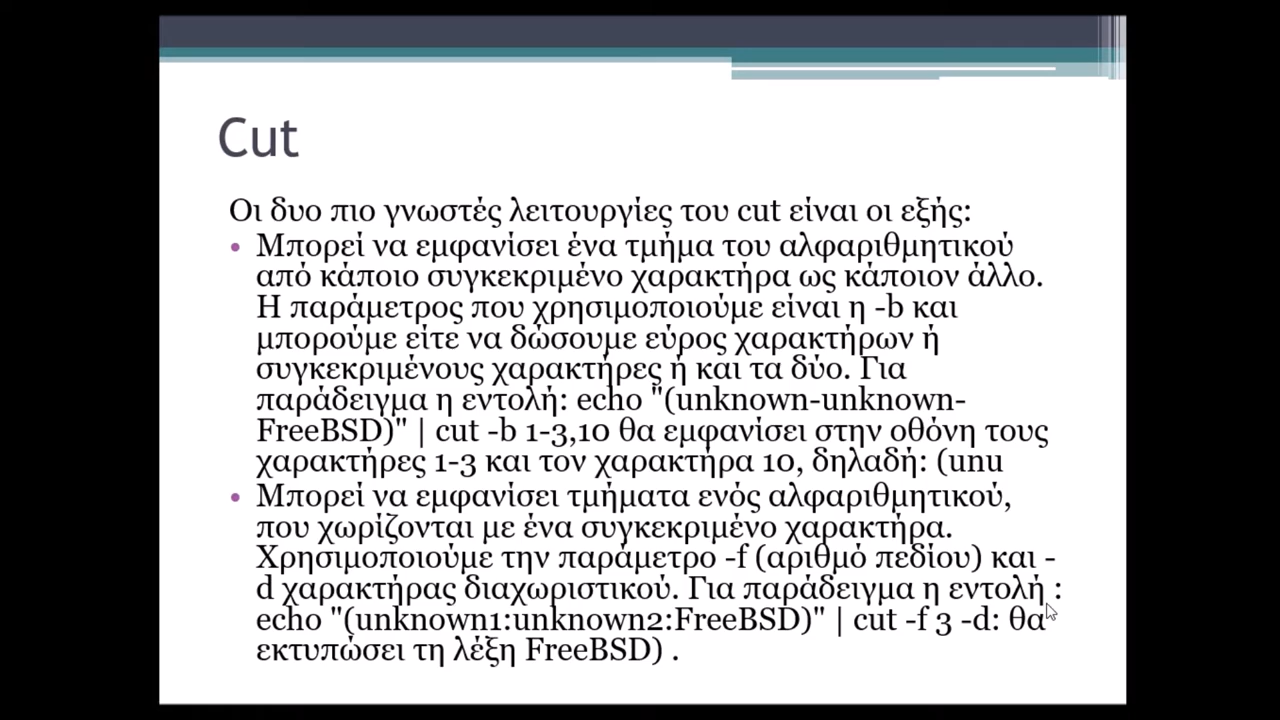 Cut
Οι δυο πιο γνωστές λειτουργίες του cut είναι οι εξής:
• Μπορεί να εμφανίσει ένα τμήμα του αλφαριθμητικού
από κάποιο συγκεκριμένο χαρακτήρα ως κάποιον άλλο.
Η παράμετρος που χρησιμοποιούμε είναι η -b και
μπορούμε είτε να δώσουμε εύρος χαρακτήρων ή
συγκεκριμένους χαρακτήρες ή και τα δύο. Για
παράδειγμα η εντολή: echo "(unknown-unknown-
FreeBSD)" | cut -b 1-3,10 θα εμφανίσει στην οθόνη τους
χαρακτήρες 1-3 και τον χαρακτήρα 10, δηλαδή: (unu
• Μπορεί να εμφανίσει τμήματα ενός αλφαριθμητικού,
που χωρίζονται με ένα συγκεκριμένο χαρακτήρα.
Χρησιμοποιούμε την παράμετρο -f (αριθμό πεδίου) και -
d χαρακτήρας διαχωριστικού. Για παράδειγμα η εντολή :
echo "(unknown1:unknown2:FreeBSD)" | cut -f 3 -d: θα
εκτυπώσει τη λέξη FreeBSD) .